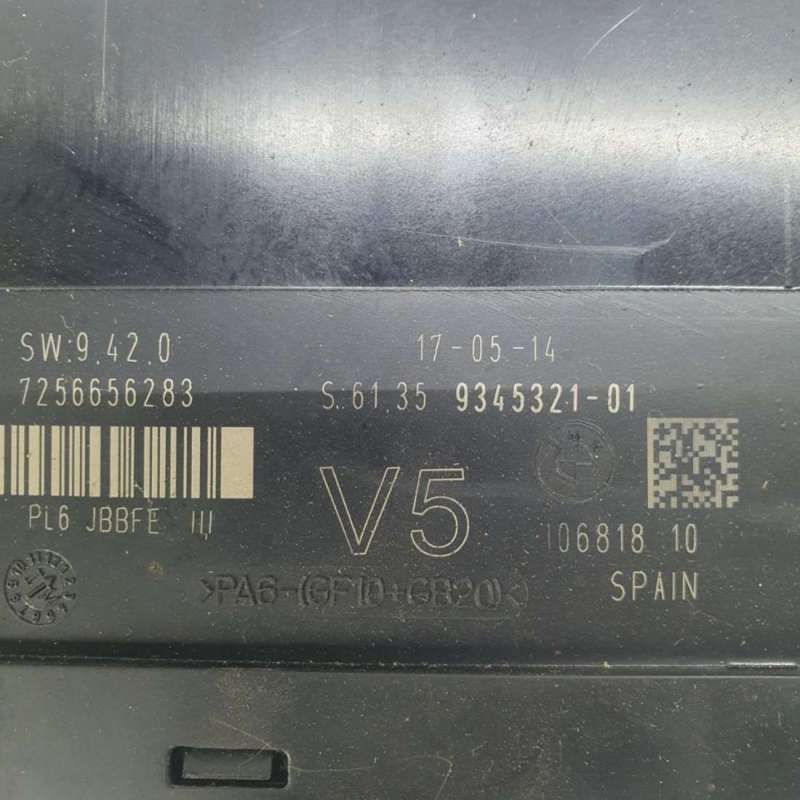 SW:9.42.0
17-05-14
7256656283
S:61.35 9345321-01
PL6 JBBFE III
V5
106818 10
>PA6-(GF10+GB20)<
SPAIN